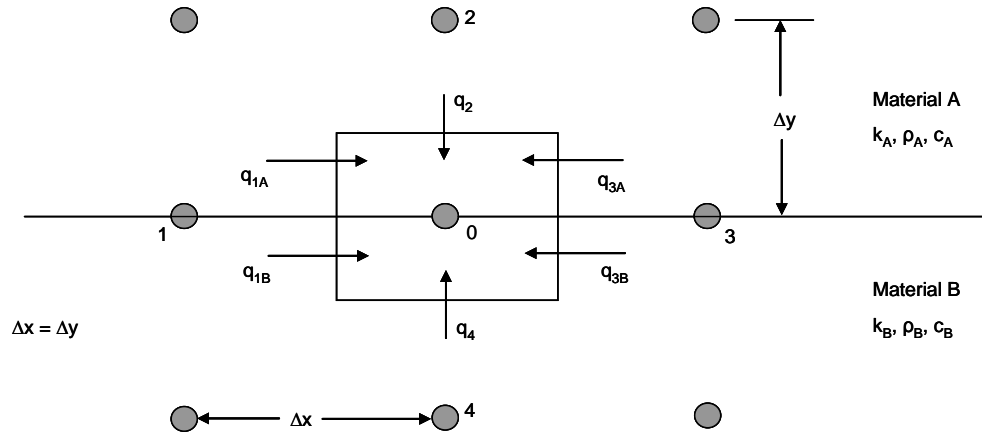 2
q2
Material A
Δy
kA, ρA, cA
q1A
q3A
1
0
3
q1B
q3B
Material B
Δx = Δy
q4
kB, ρB, cB
Δx
4